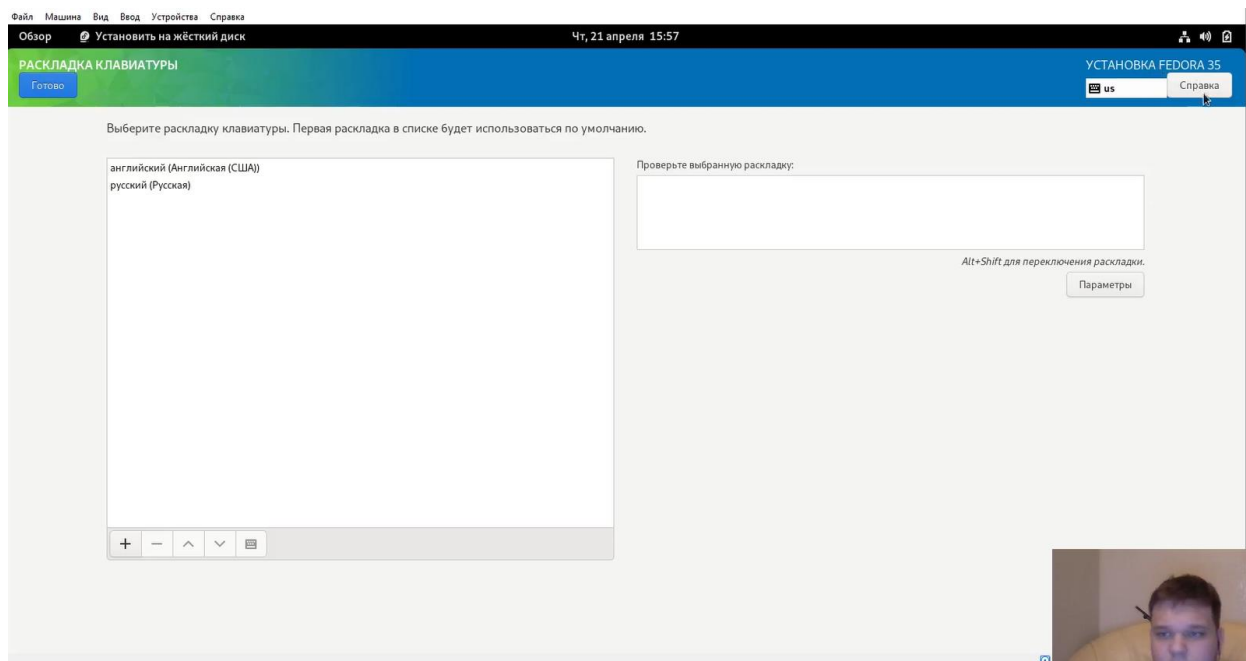 Файл Машина Вид Ввод Устройства Справка
Обзор Установить на жёсткий диск Чт, 21 апреля 15:57
РАСКЛАДКА КЛАВИАТУРЫ УСТАНОВКА FEDORA 35
Готово us Справка
Выберите раскладку клавиатуры. Первая раскладка в списке будет использоваться по умолчанию.
английский (Английская (США)) Проверьте выбранную раскладку:
русский (Русская)
Alt+Shift для переключения раскладки.
Параметры